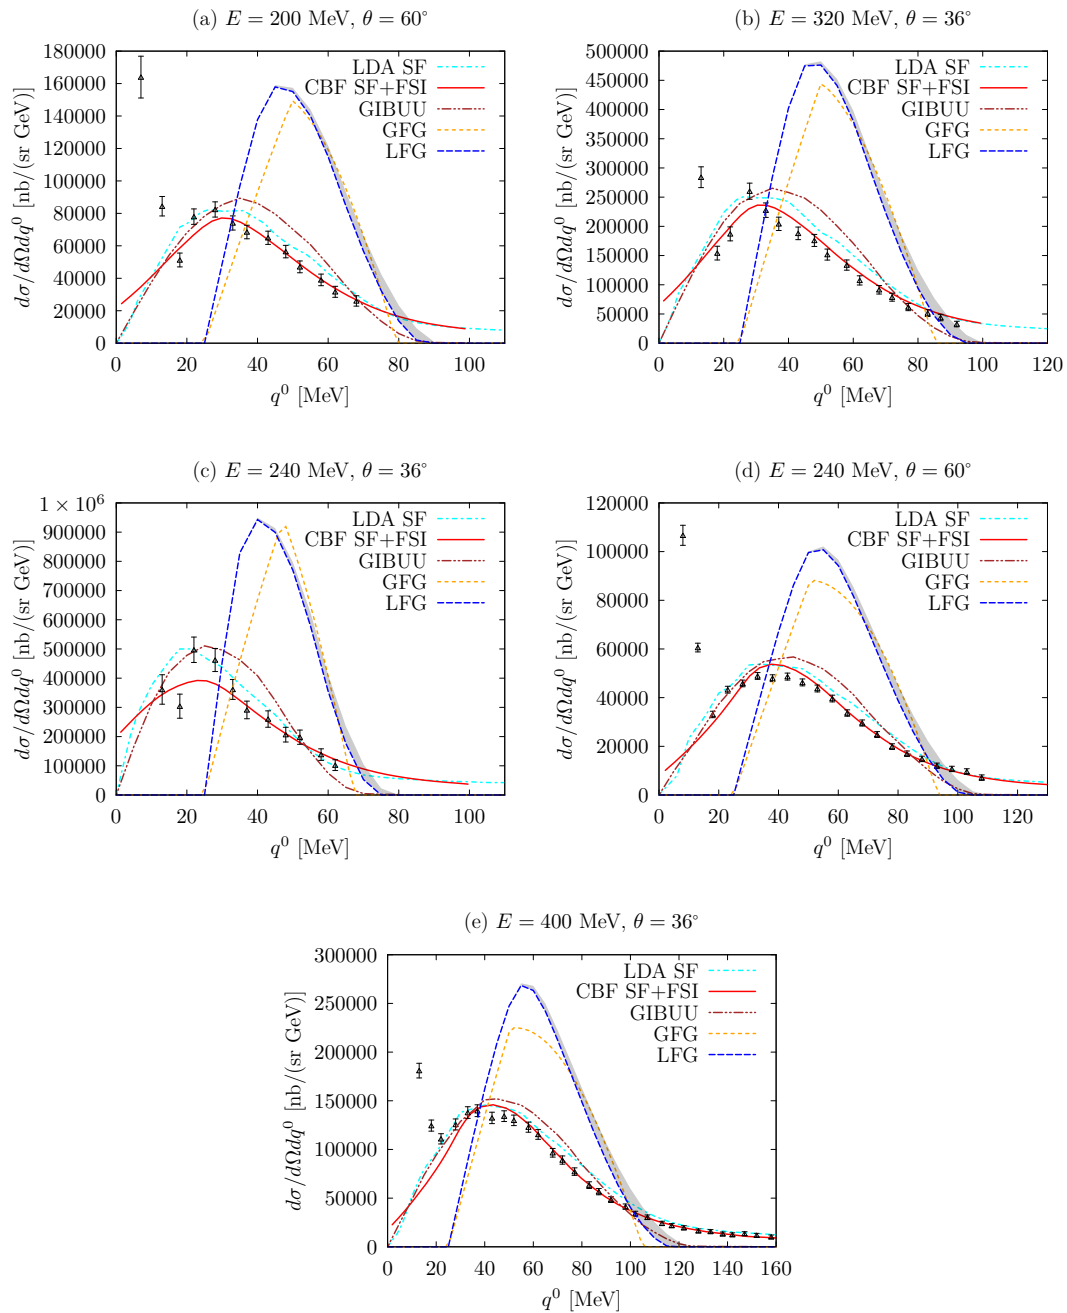 (a) E = 200 MeV, θ = 60°
dσ/dΩdq⁰ [nb/(sr GeV)]
180000
160000
140000
120000
100000
80000
60000
40000
20000
0
LDA SF
CBF SF+FSI
GIBUU
GFG
LFG
0 20 40 60 80 100
q⁰ [MeV]
(b) E = 320 MeV, θ = 36°
dσ/dΩdq⁰ [nb/(sr GeV)]
500000
450000
400000
350000
300000
250000
200000
150000
100000
50000
0
LDA SF
CBF SF+FSI
GIBUU
GFG
LFG
0 20 40 60 80 100 120
q⁰ [MeV]
(c) E = 240 MeV, θ = 36°
dσ/dΩdq⁰ [nb/(sr GeV)]
1 × 10⁶
900000
800000
700000
600000
500000
400000
300000
200000
100000
0
LDA SF
CBF SF+FSI
GIBUU
GFG
LFG
0 20 40 60 80 100
q⁰ [MeV]
(d) E = 240 MeV, θ = 60°
dσ/dΩdq⁰ [nb/(sr GeV)]
120000
100000
80000
60000
40000
20000
0
LDA SF
CBF SF+FSI
GIBUU
GFG
LFG
0 20 40 60 80 100 120
q⁰ [MeV]
(e) E = 400 MeV, θ = 36°
dσ/dΩdq⁰ [nb/(sr GeV)]
300000
250000
200000
150000
100000
50000
0
LDA SF
CBF SF+FSI
GIBUU
GFG
LFG
0 20 40 60 80 100 120 140 160
q⁰ [MeV]